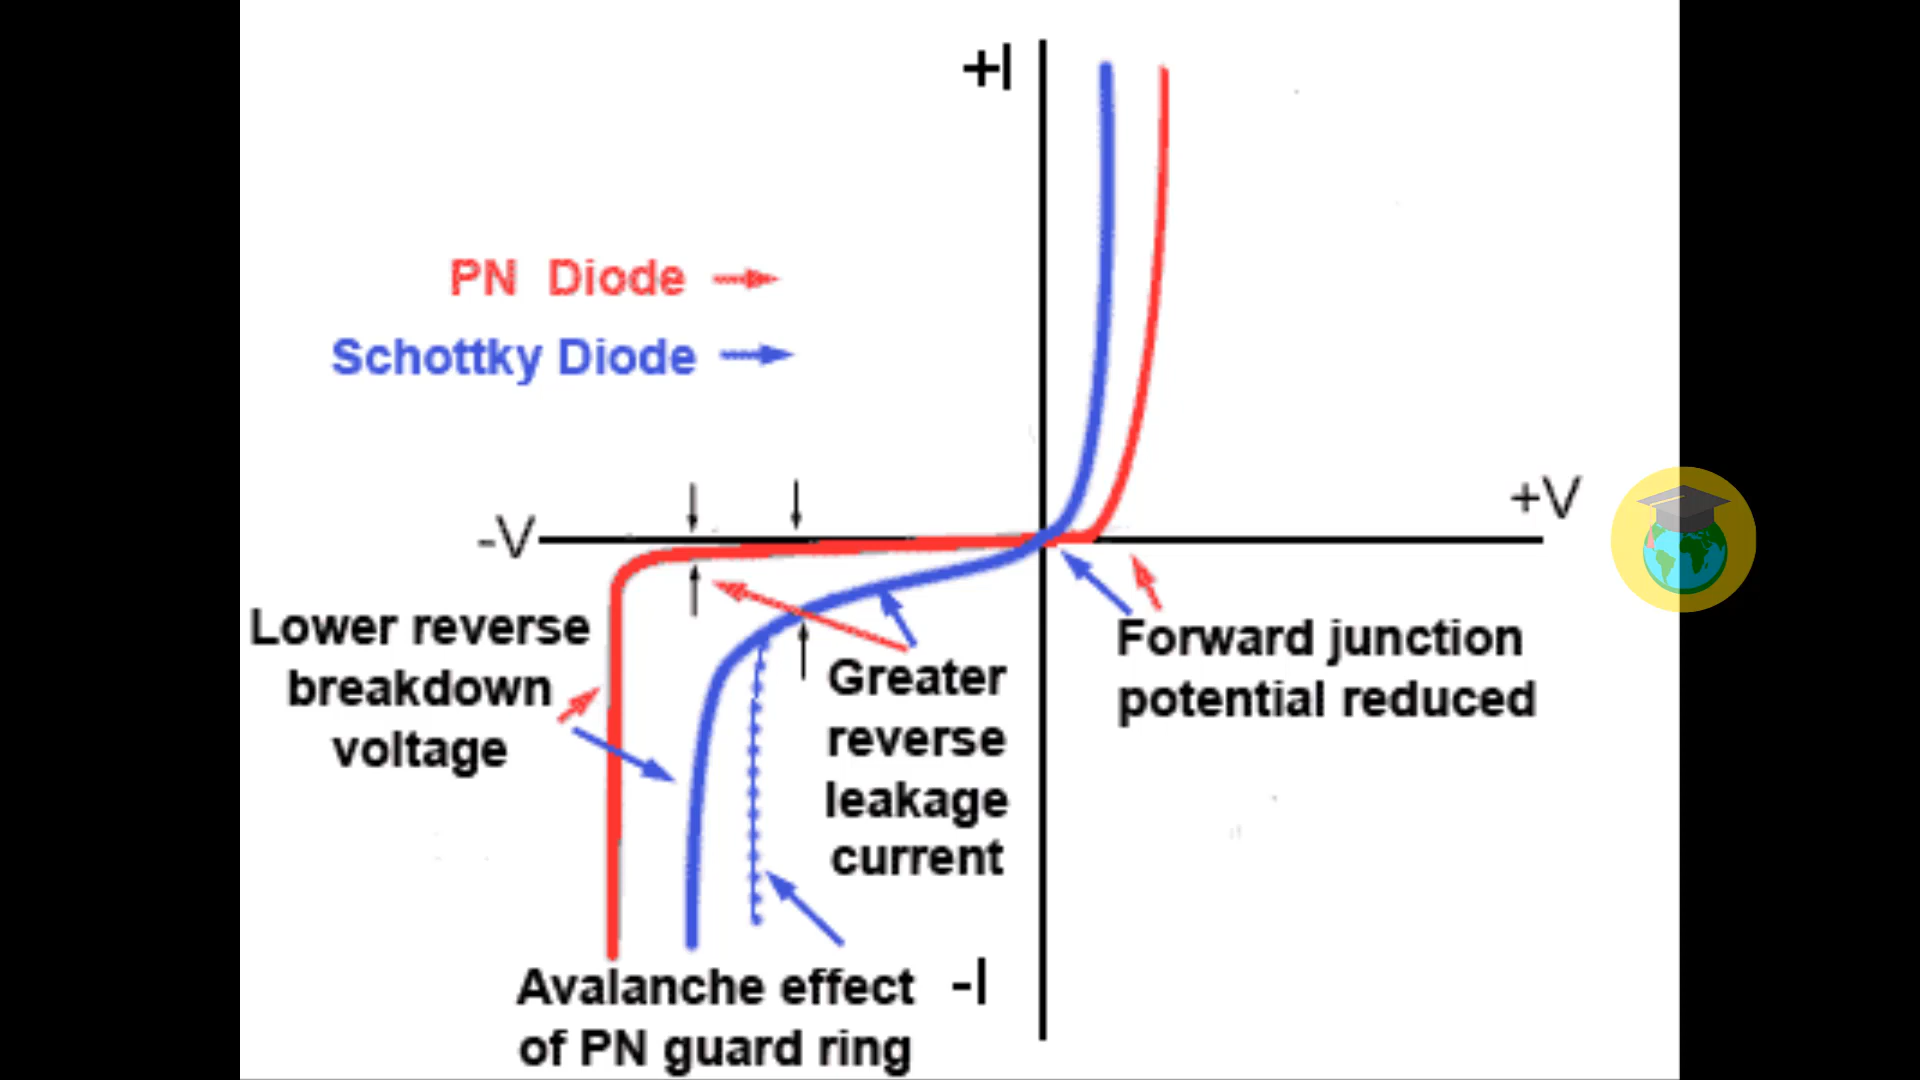 +I
PN Diode
Schottky Diode
-V
+V
Lower reverse
breakdown
voltage
Greater
reverse
leakage
current
Forward junction
potential reduced
Avalanche effect
of PN guard ring
-I